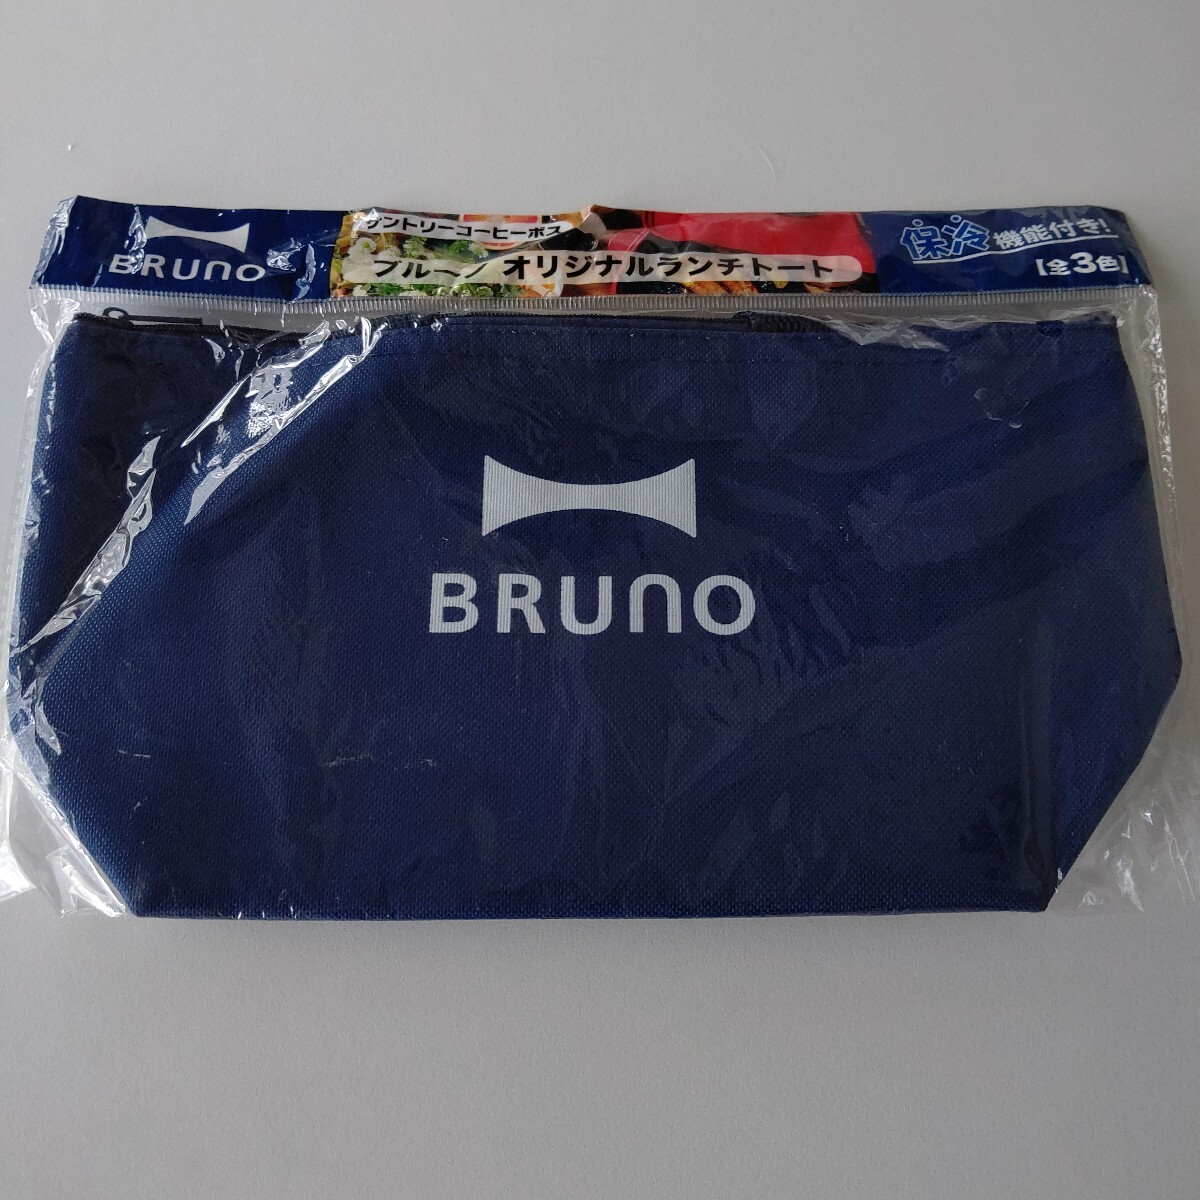 BRUNO
サントリーコーヒーボス
ブルーノ オリジナルランチトート
保冷機能付き!
【全3色】
BRUNO